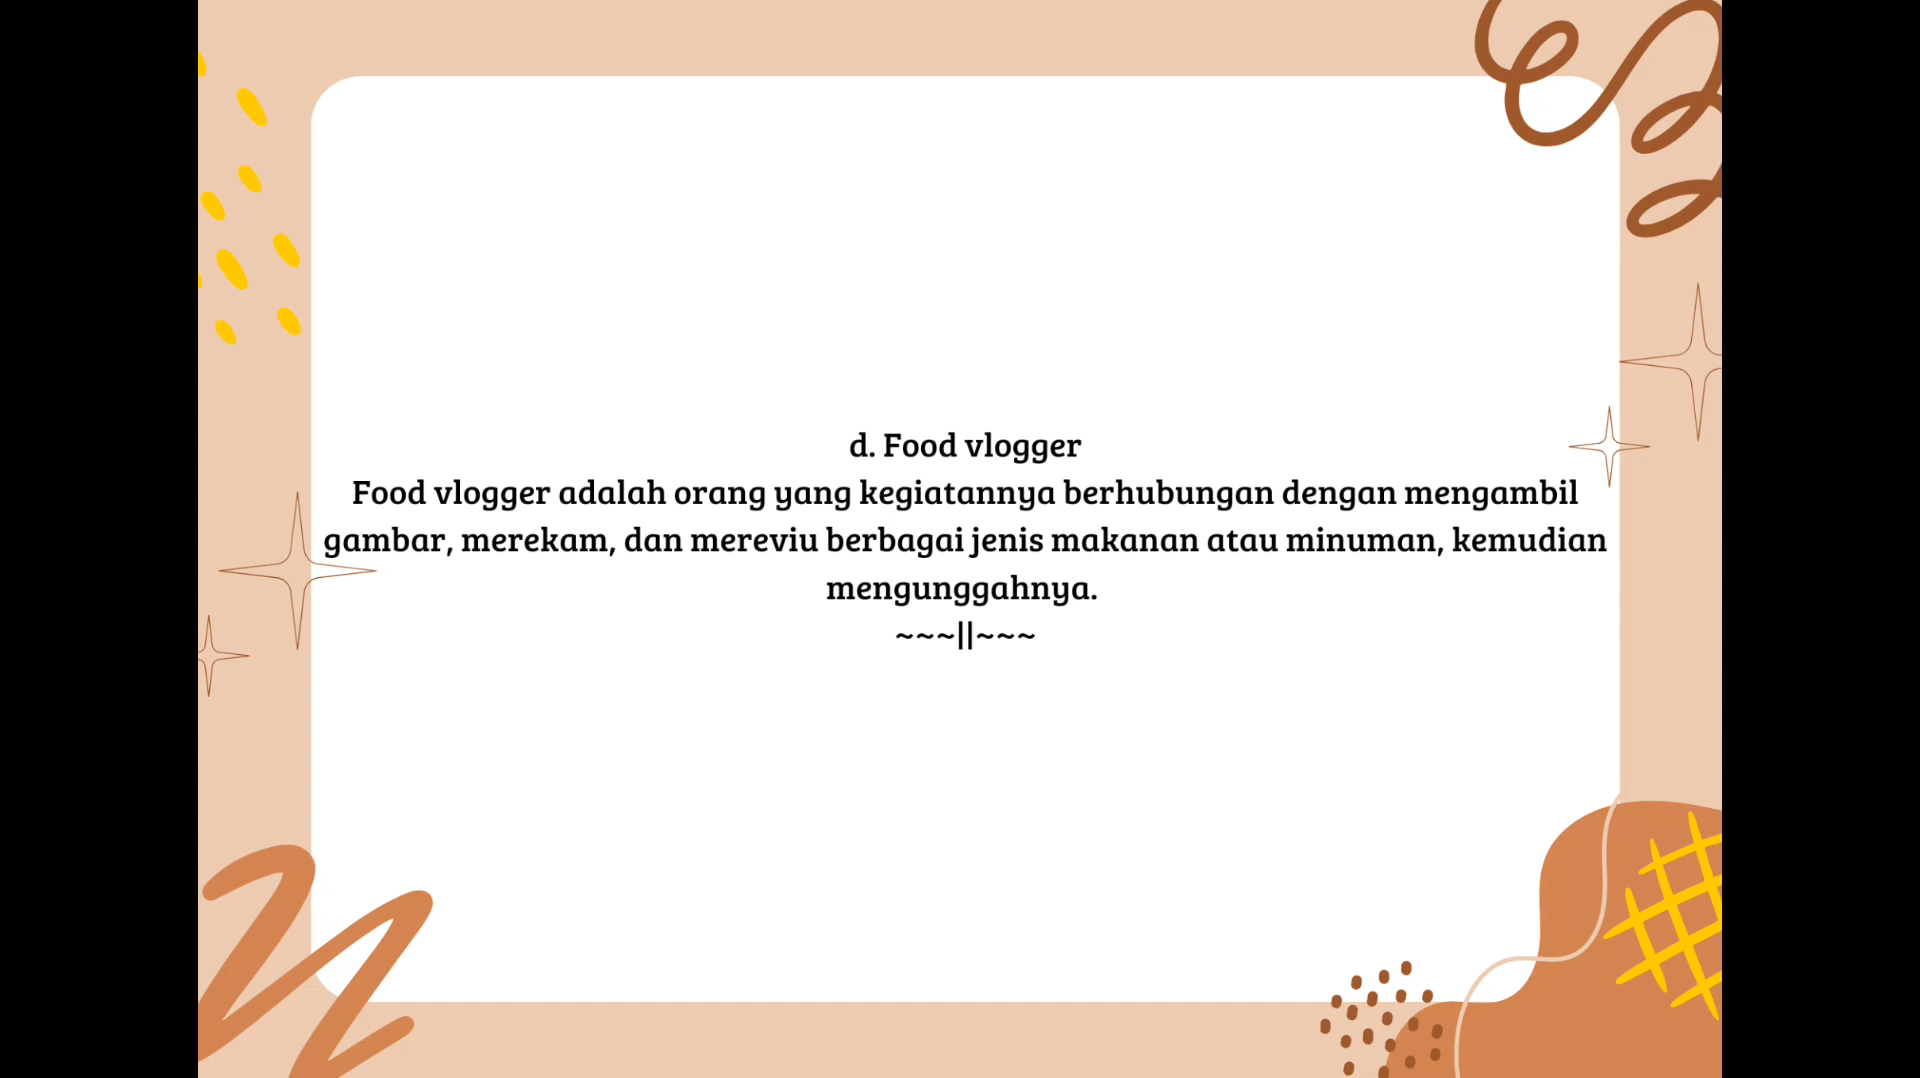 d. Food vlogger
Food vlogger adalah orang yang kegiatannya berhubungan dengan mengambil
gambar, merekam, dan mereviu berbagai jenis makanan atau minuman, kemudian
mengunggahnya.
~~~||~~~